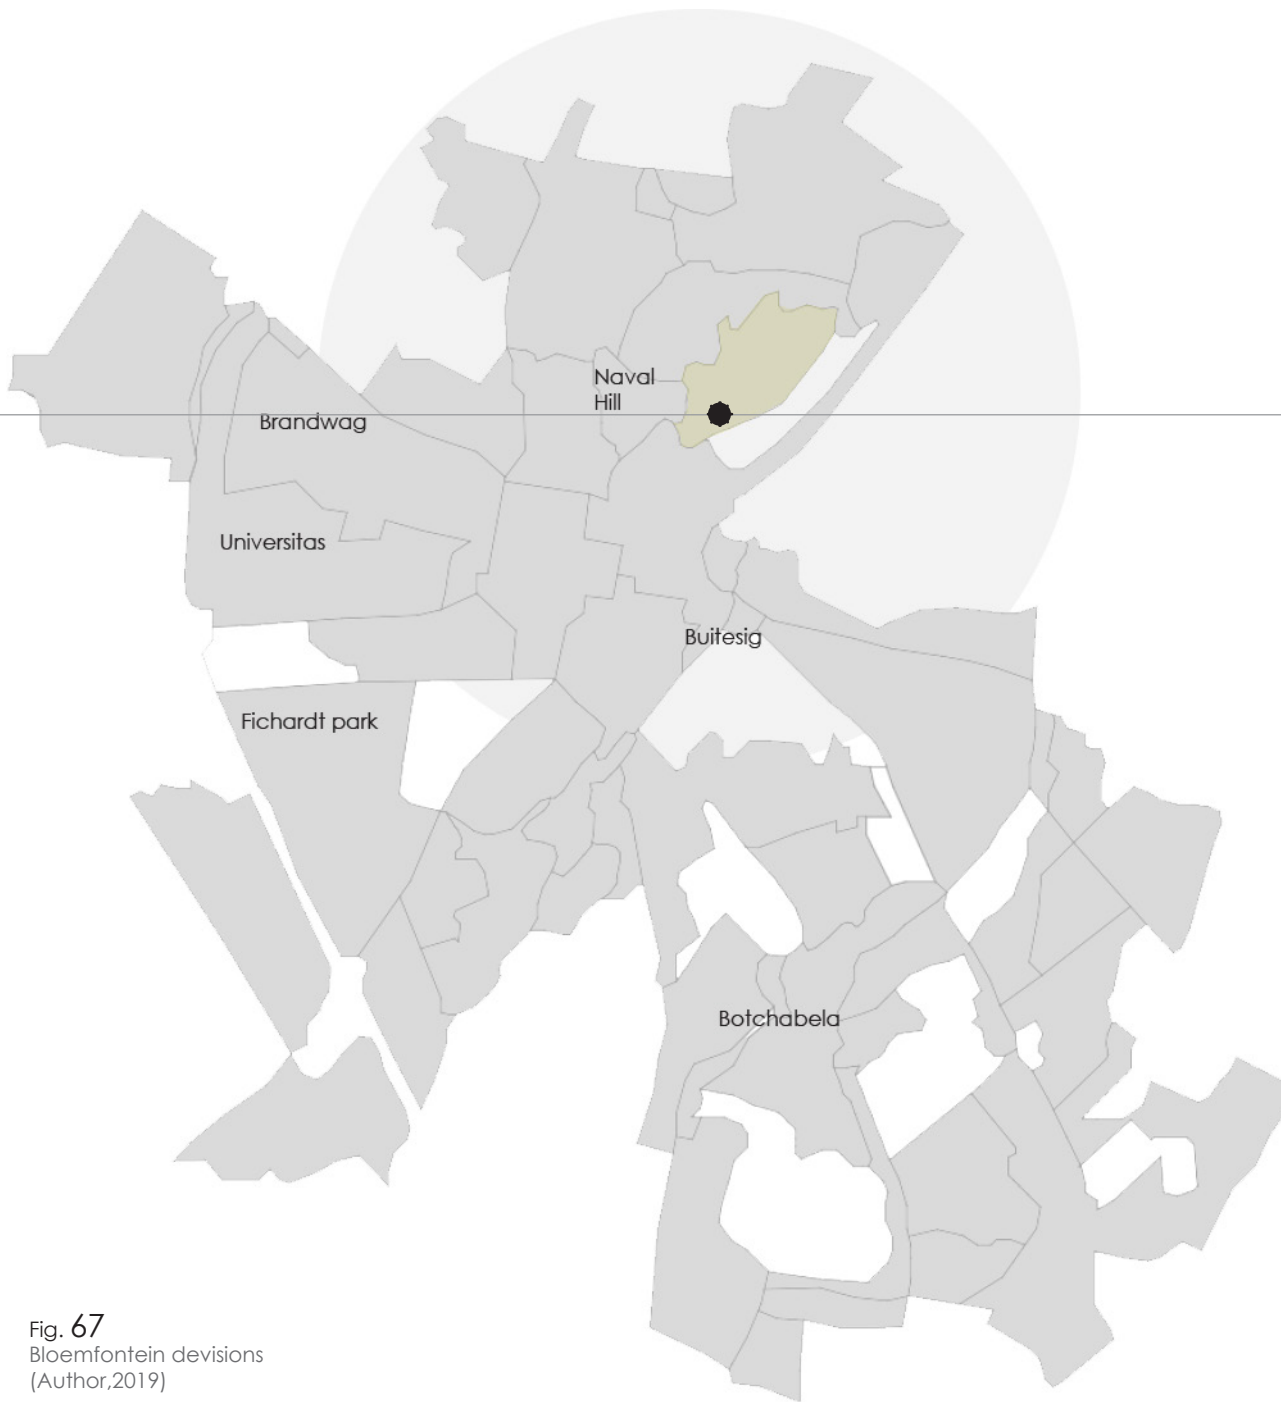 Naval
Hill
Brandwag
Universitas
Buitesig
Fichardt park
Botchabela
Fig. 67
Bloemfontein devisions
(Author,2019)